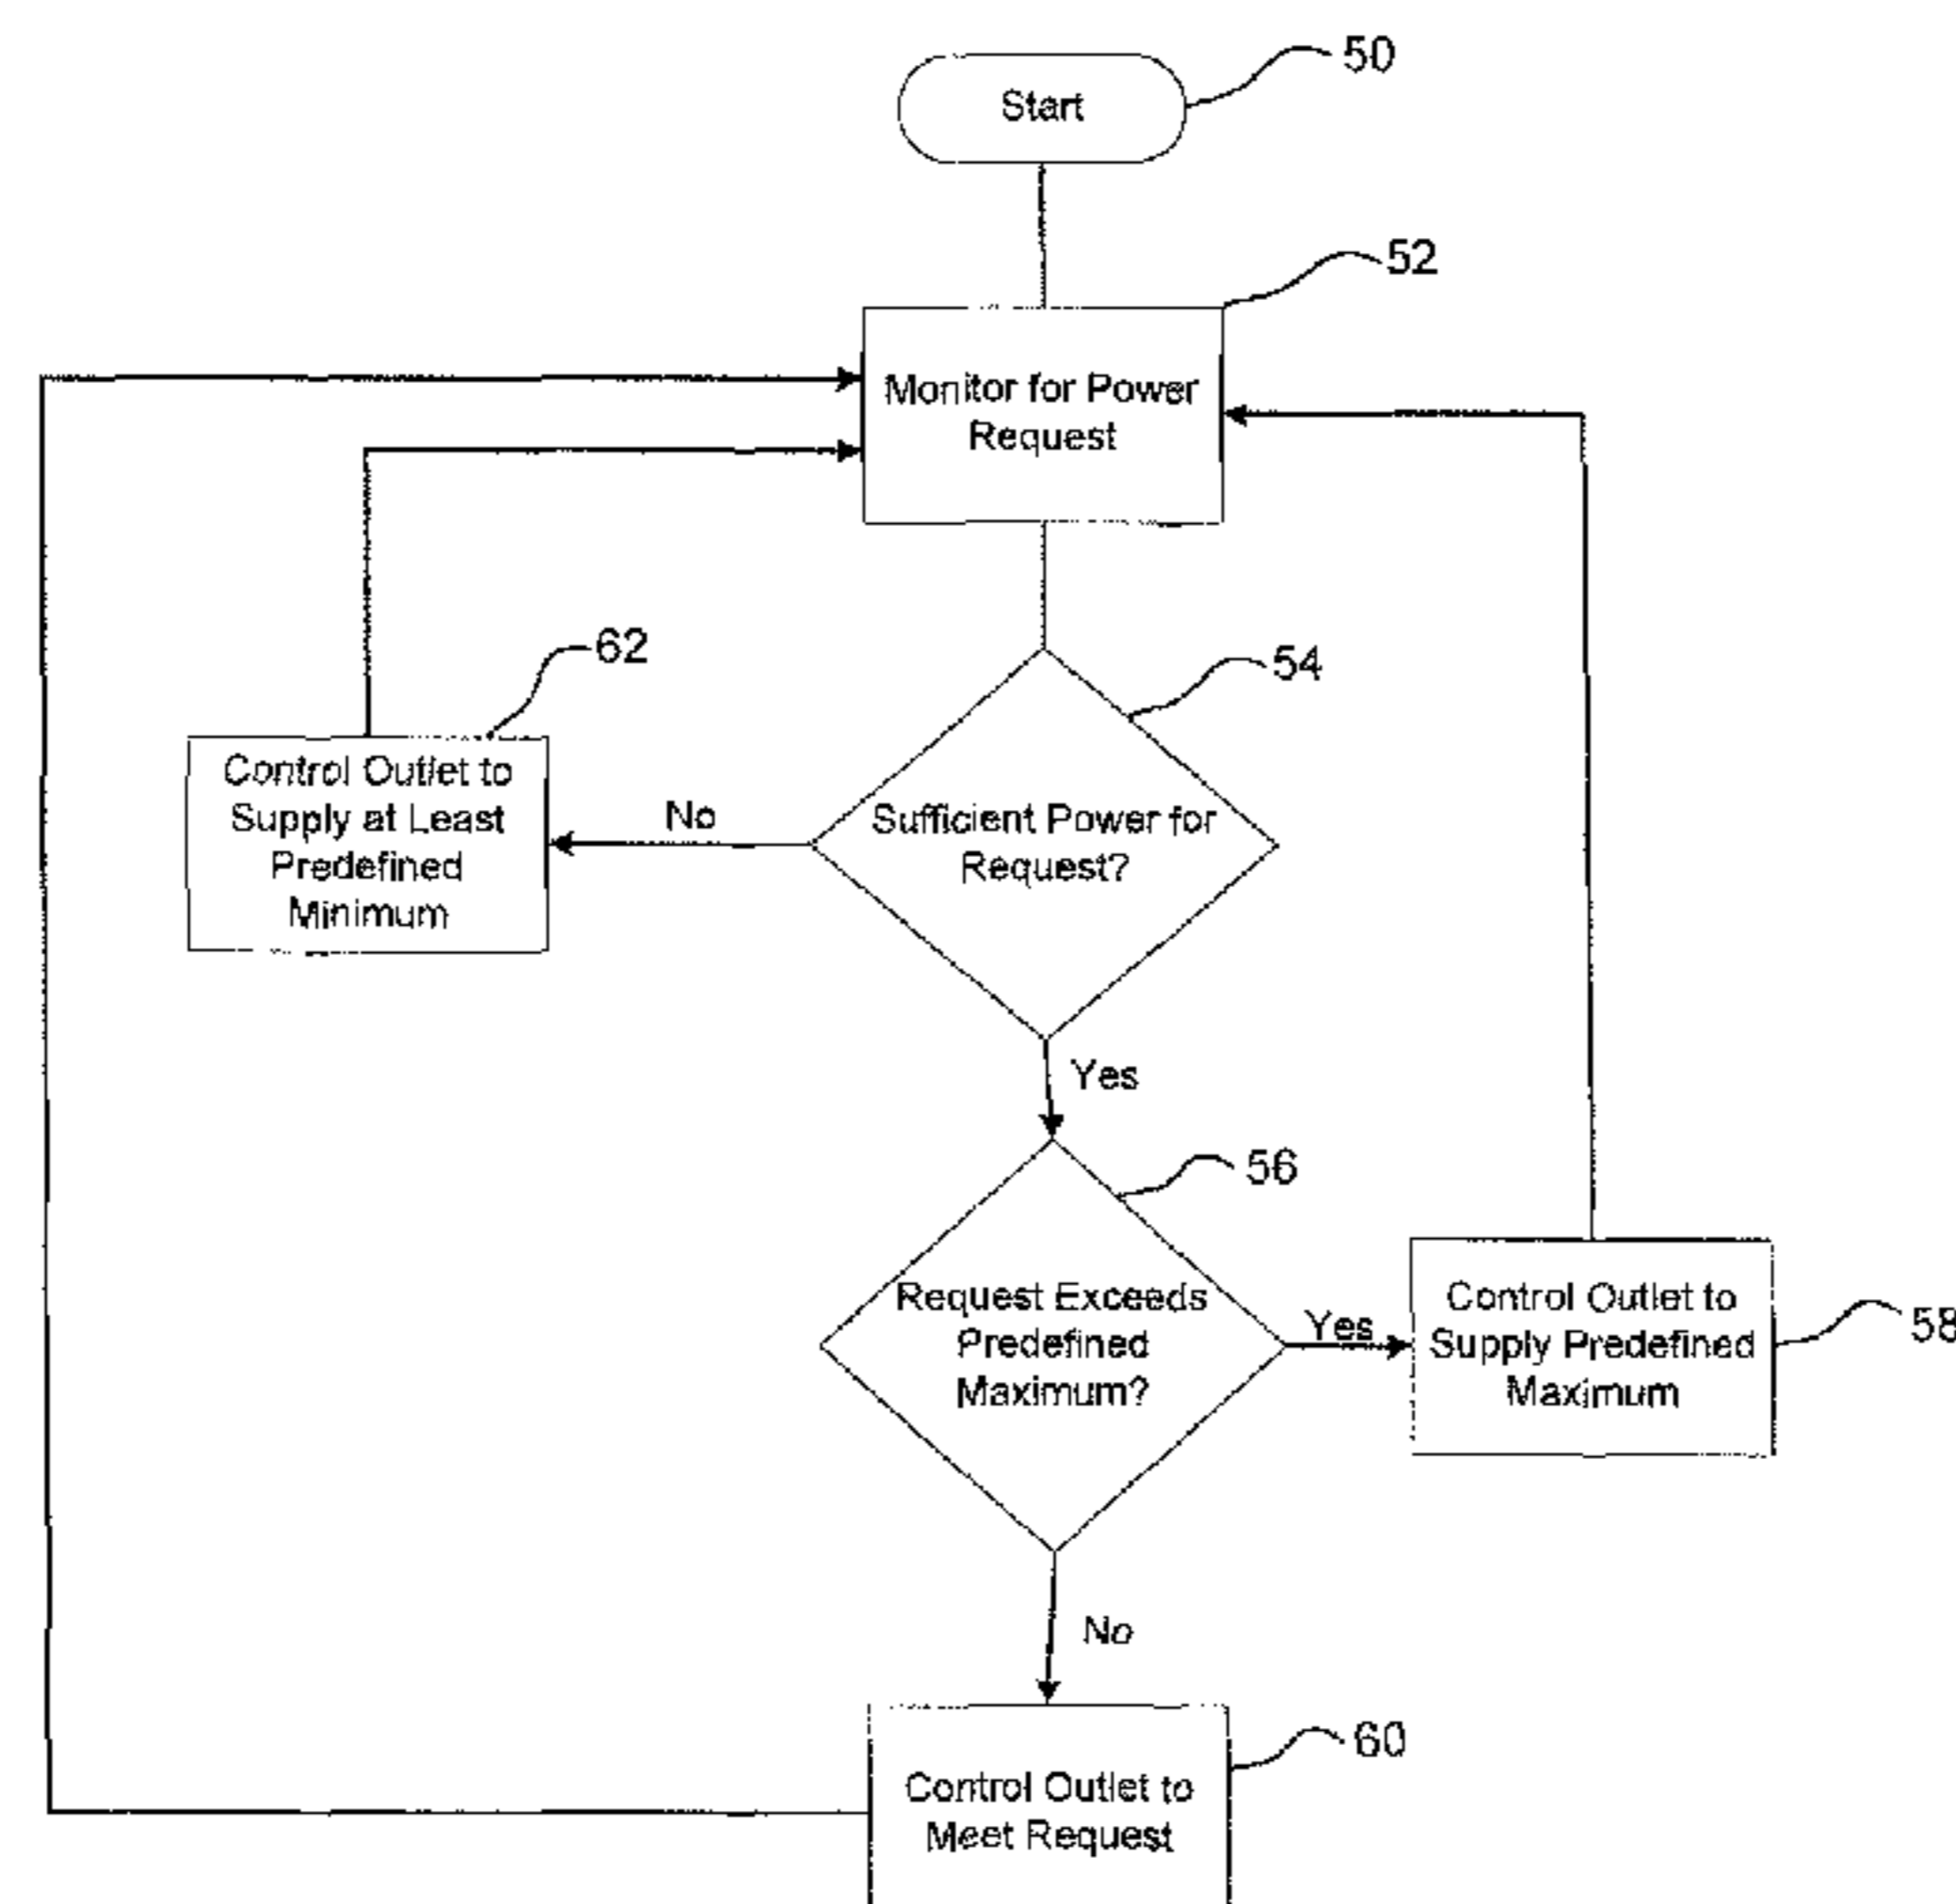 50
Start
52
Monitor for Power
Request
62
54
Control Outlet to
Supply at Least
Predefined
Minimum
No
Sufficient Power for
Request?
Yes
56
Request Exceeds
Predefined
Maximum?
Yes
Control Outlet to
Supply Predefined
Maximum
58
No
60
Control Outlet to
Meet Request